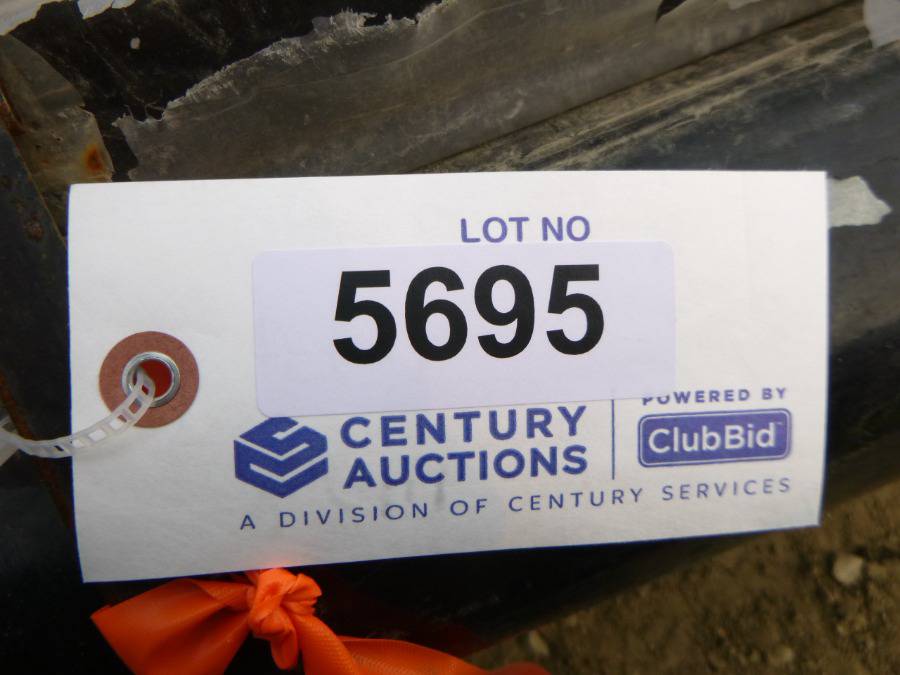 LOT NO
5695
CENTURY
AUCTIONS
POWERED BY
ClubBid
A DIVISION OF CENTURY SERVICES